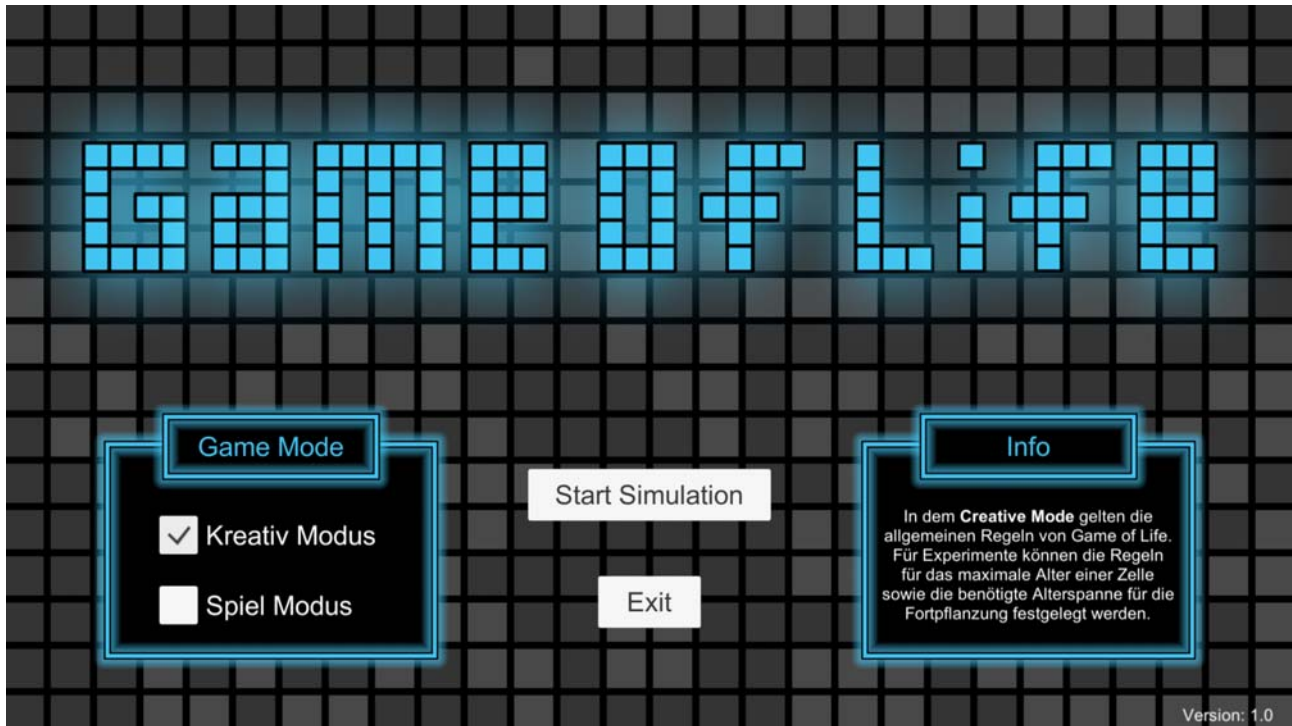 Game Of Life
Game Mode
Kreativ Modus
Spiel Modus
Start Simulation
Exit
Info
In dem Creative Mode gelten die
allgemeinen Regeln von Game of Life.
Für Experimente können die Regeln
für das maximale Alter einer Zelle
sowie die benötigte Alterspanne für die
Fortpflanzung festgelegt werden.
Version: 1.0